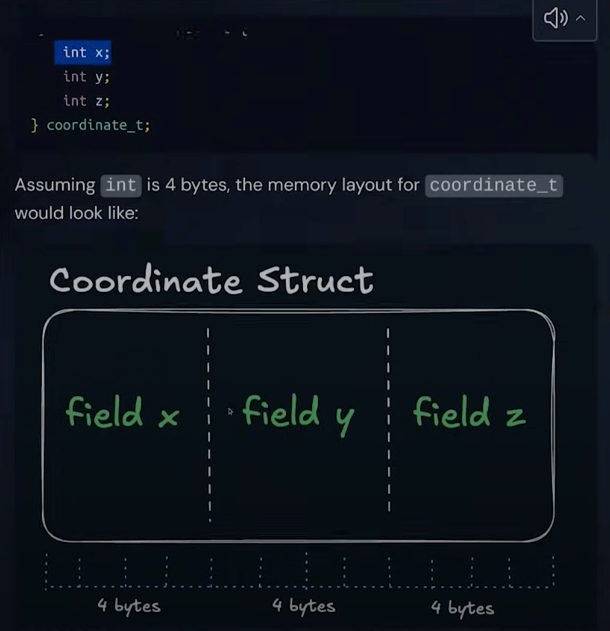 int x;
int y;
int z;
} coordinate_t;
Assuming int is 4 bytes, the memory layout for coordinate_t
would look like:
Coordinate Struct
field x field y field z
4 bytes 4 bytes 4 bytes